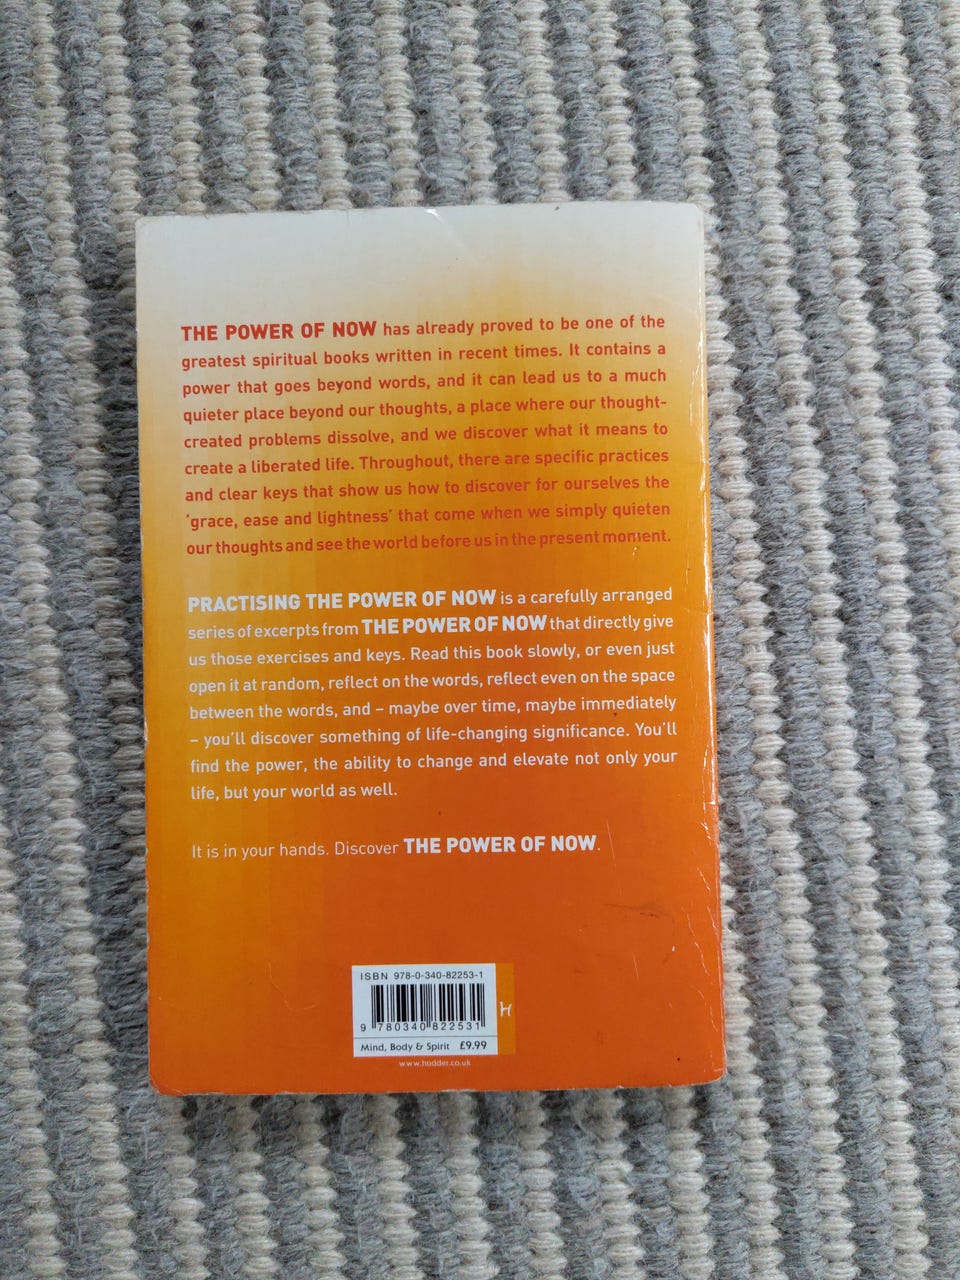 THE POWER OF NOW has already proved to be one of the
greatest spiritual books written in recent times. It contains a
power that goes beyond words, and it can lead us to a much
quieter place beyond our thoughts, a place where our thought-
created problems dissolve, and we discover what it means to
create a liberated life. Throughout, there are specific practices
and clear keys that show us how to discover for ourselves the
'grace, ease and lightness' that come when we simply quieten
our thoughts and see the world before us in the present moment.
PRACTISING THE POWER OF NOW is a carefully arranged
series of excerpts from THE POWER OF NOW that directly give
us those exercises and keys. Read this book slowly, or even just
open it at random, reflect on the words, reflect even on the space
between the words, and – maybe over time, maybe immediately
– you'll discover something of life-changing significance. You'll
find the power, the ability to change and elevate not only your
life, but your world as well.
It is in your hands. Discover THE POWER OF NOW.
ISBN 978-0-340-82253-1
9 780340 822531
Mind, Body & Spirit £9.99
www.hodder.co.uk